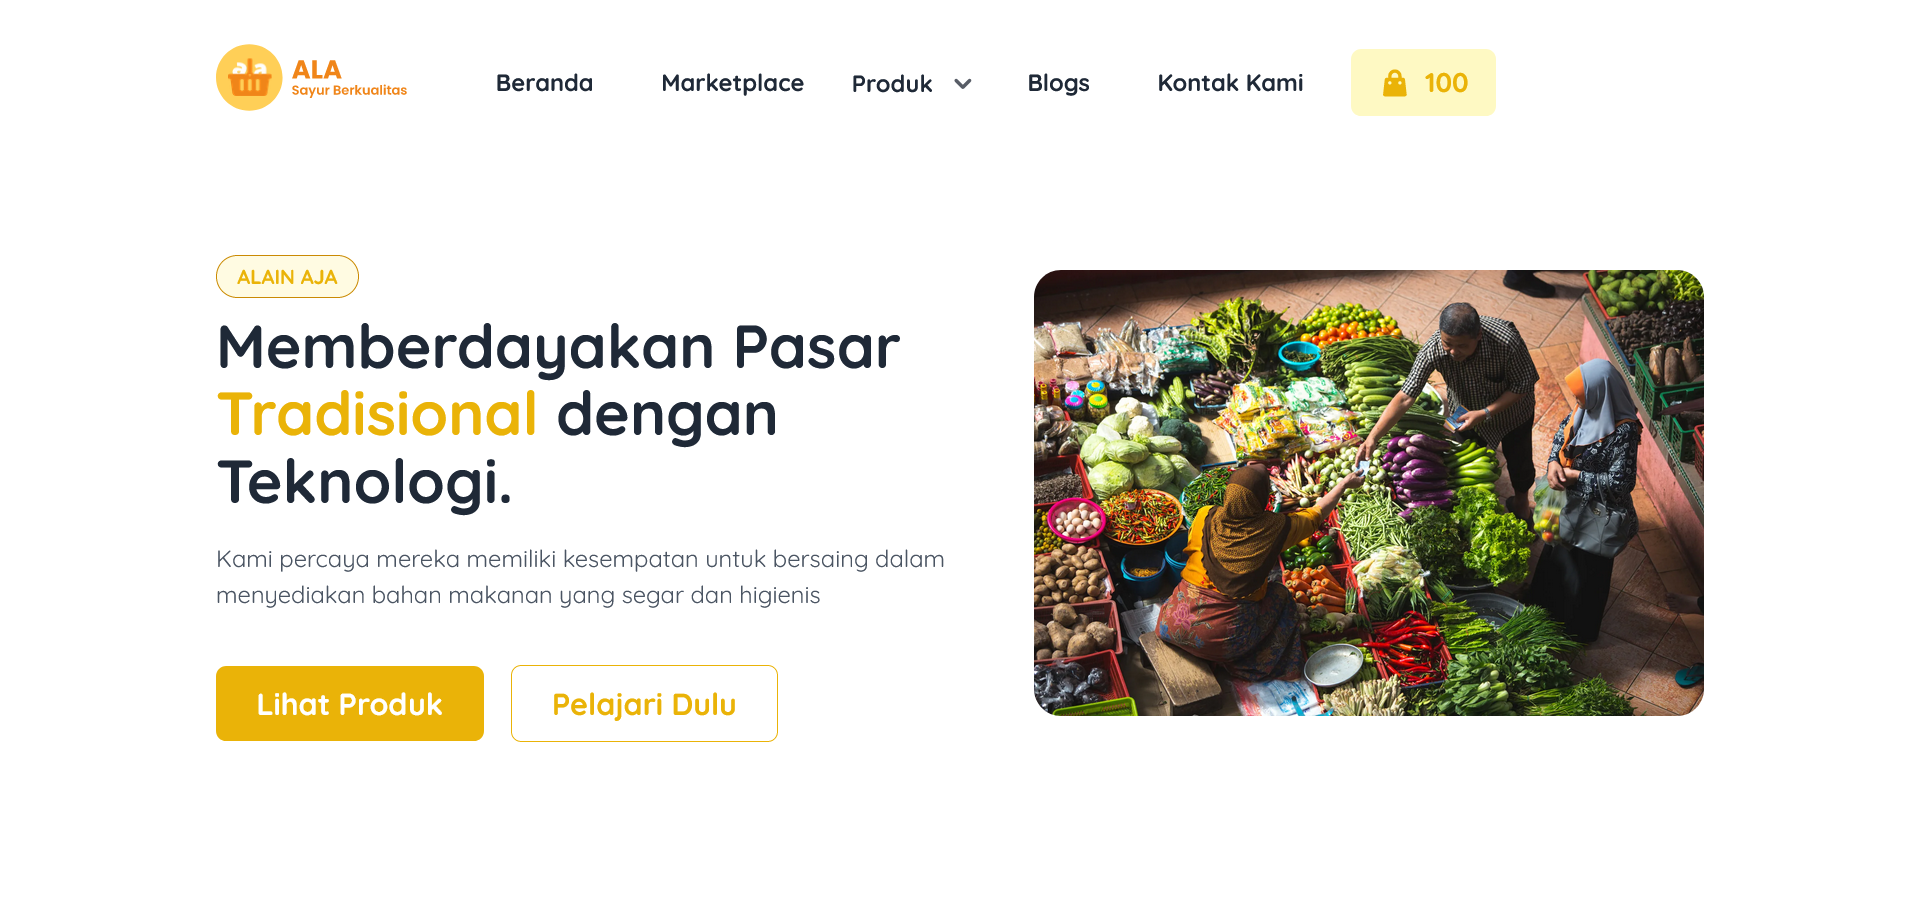 ala
ALA
Sayur Berkualitas
Beranda
Marketplace
Produk
Blogs
Kontak Kami
100
ALAIN AJA
Memberdayakan Pasar
Tradisional dengan
Teknologi.
Kami percaya mereka memiliki kesempatan untuk bersaing dalam
menyediakan bahan makanan yang segar dan higienis
Lihat Produk
Pelajari Dulu